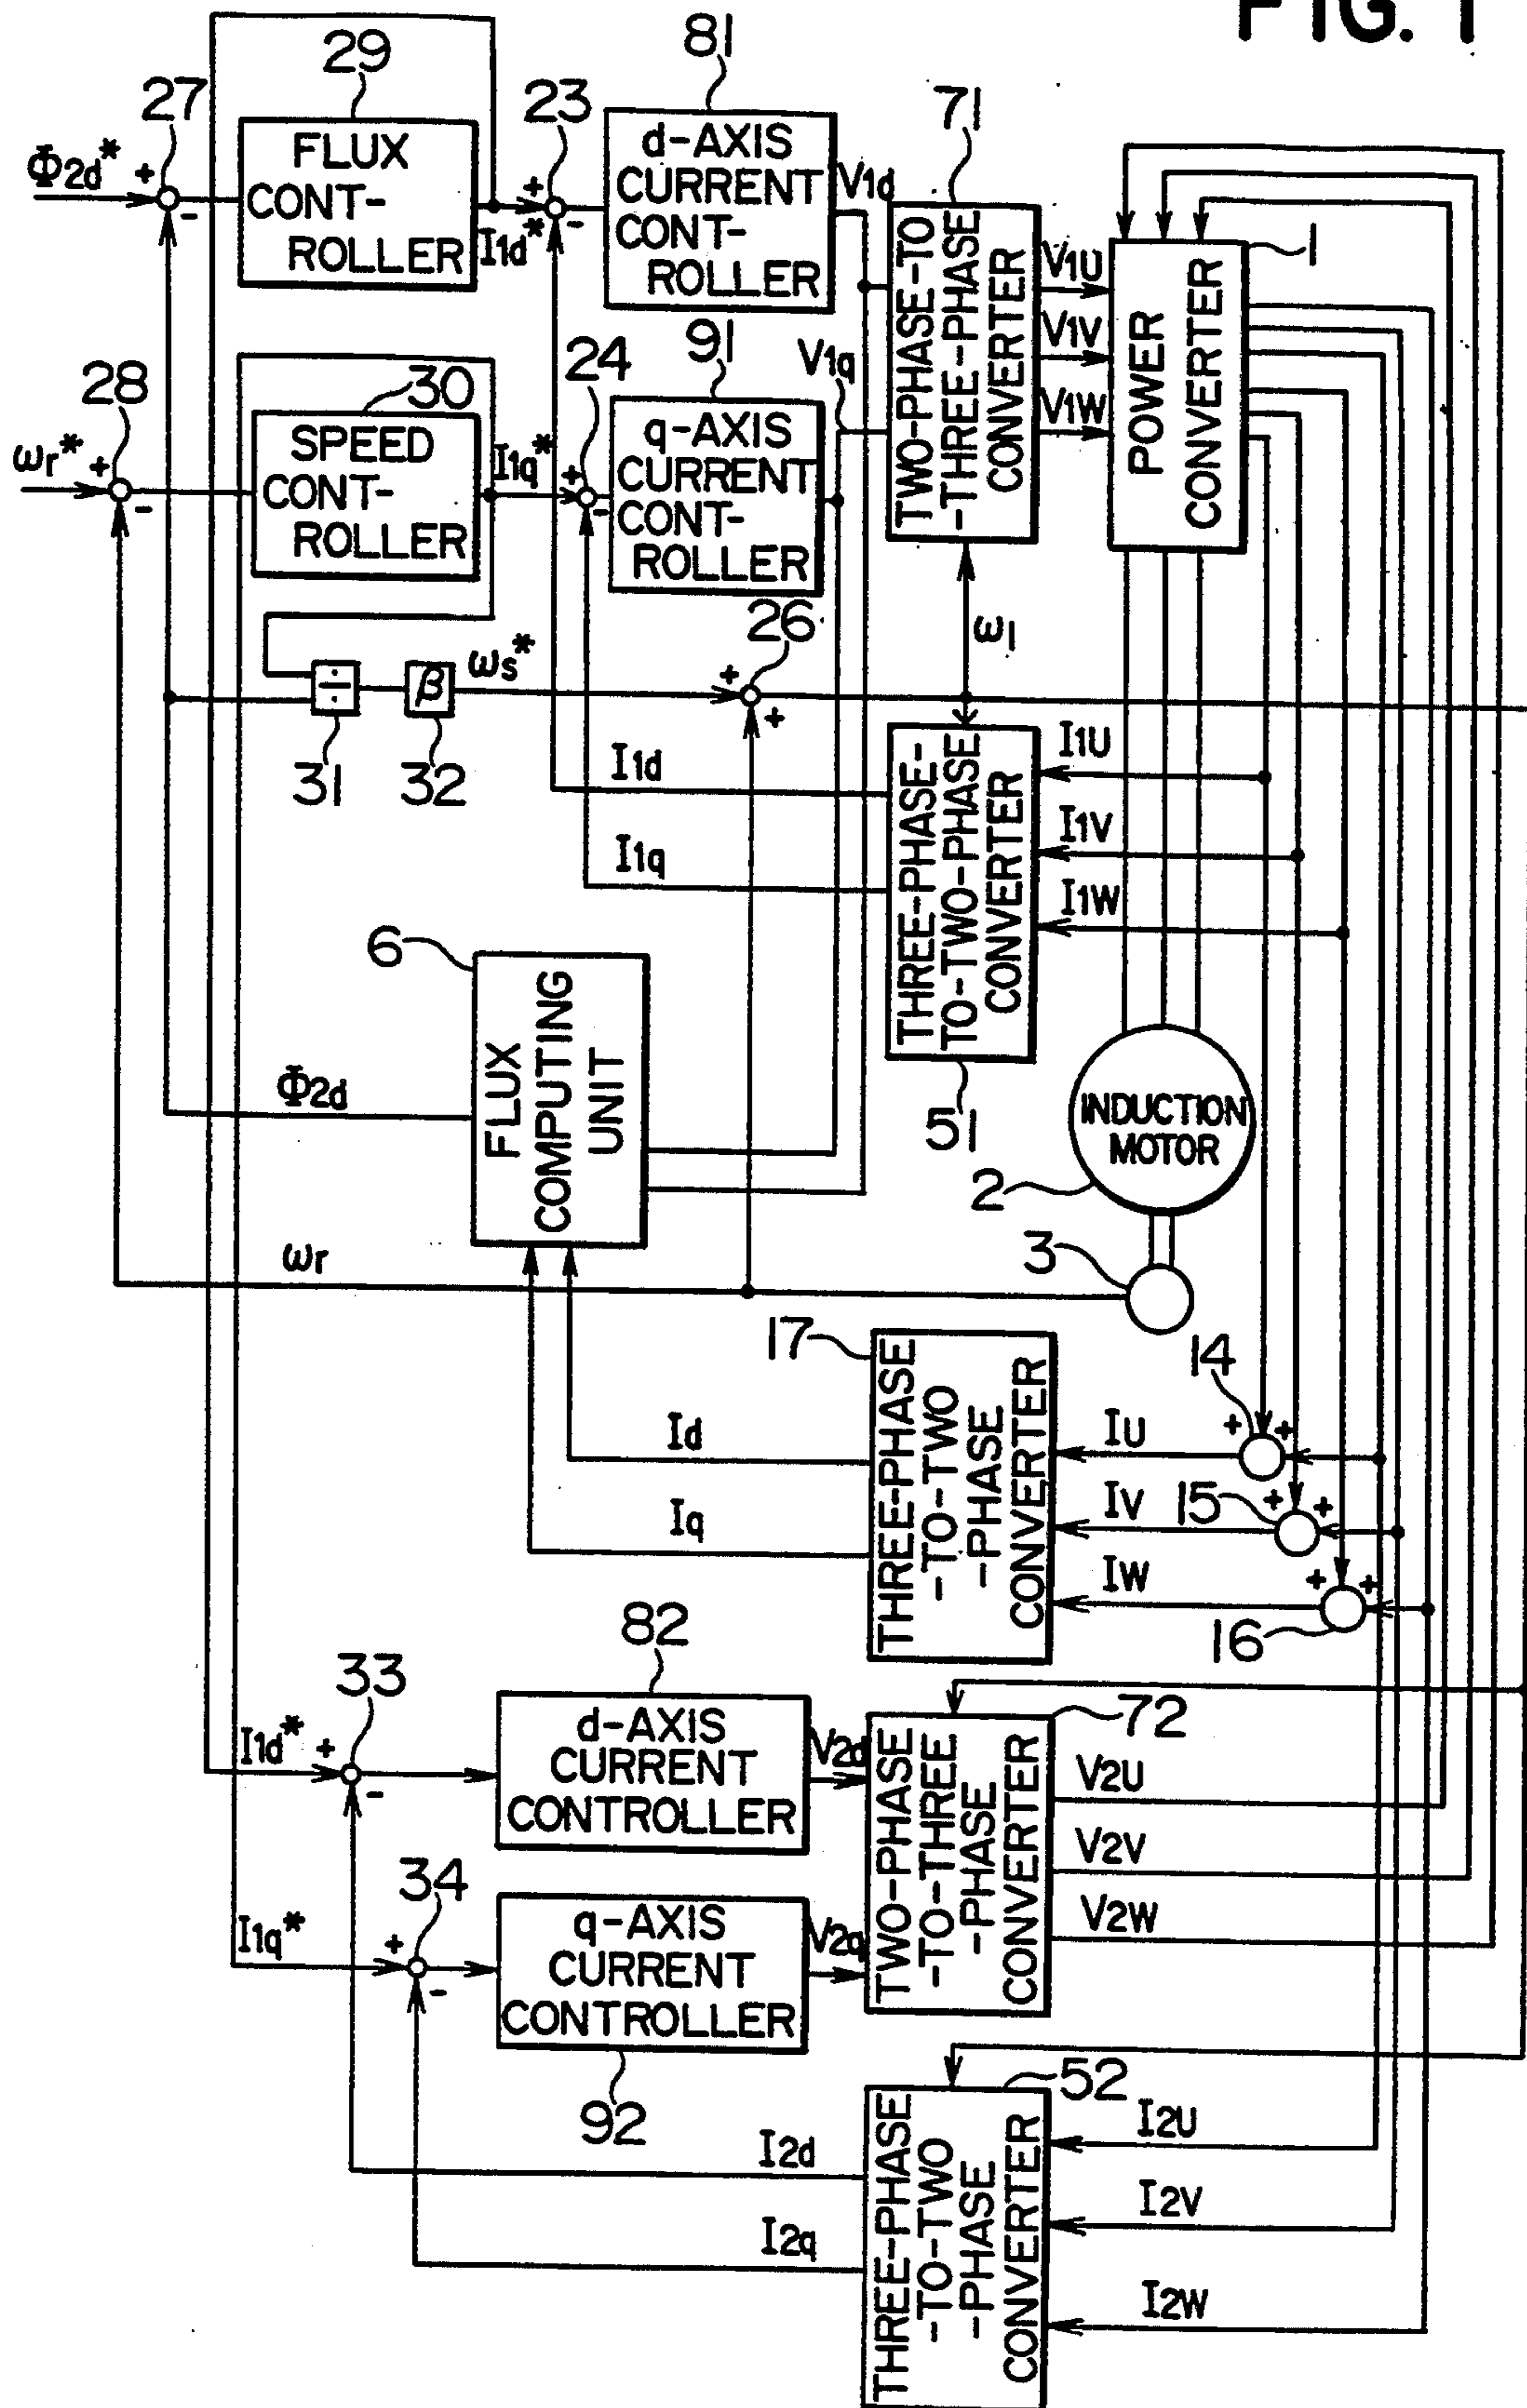 FIG. 1
29
81
27
23
71
Φ2d*
+
-
FLUX
CONT-
ROLLER
I1d*
+
-
d-AXIS
CURRENT
CONT-
ROLLER
V1d
TWO-PHASE-TO
-THREE-PHASE
CONVERTER
V1U
V1V
V1W
1
POWER
CONVERTER
28
30
24
91
V1q
ωr*
+
-
SPEED
CONT-
ROLLER
I1q*
+
-
q-AXIS
CURRENT
CONT-
ROLLER
26
ω1
÷
β
ωs*
+
+
31
32
I1d
I1q
THREE-PHASE-
TO-TWO-PHASE
CONVERTER
I1U
I1V
I1W
51
6
FLUX
COMPUTING
UNIT
Φ2d
INDUCTION
MOTOR
2
3
ωr
17
THREE-PHASE
-TO-TWO
-PHASE
CONVERTER
14
+
+
Id
IU
15
+
+
Iq
IV
+
+
IW
16
33
82
72
I1d*
+
-
d-AXIS
CURRENT
CONTROLLER
V2d
TWO-PHASE
-TO-THREE
-PHASE
CONVERTER
V2U
V2V
V2W
34
I1q*
+
-
q-AXIS
CURRENT
CONTROLLER
V2q
92
52
THREE-PHASE
-TO-TWO
-PHASE
CONVERTER
I2d
I2q
I2U
I2V
I2W